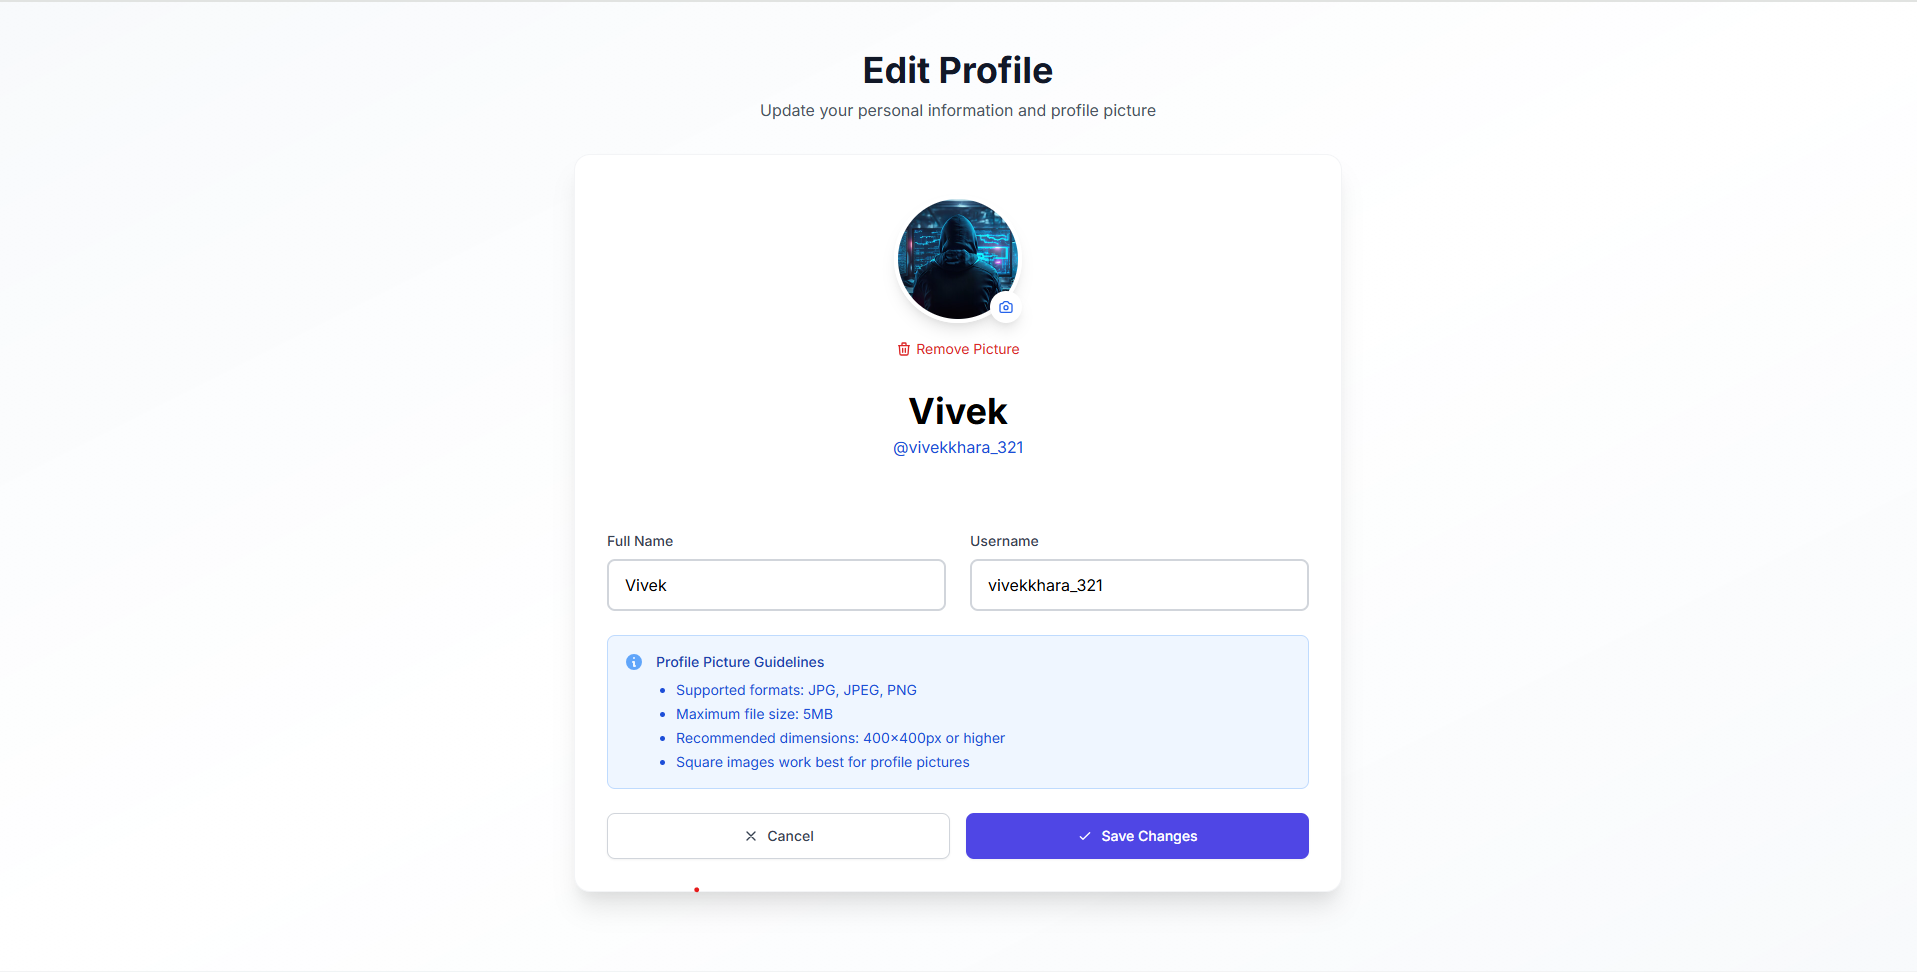 Edit Profile
Update your personal information and profile picture
Remove Picture
Vivek
@vivekkhara_321
Full Name
Username
Vivek
vivekkhara_321
Profile Picture Guidelines
Supported formats: JPG, JPEG, PNG
Maximum file size: 5MB
Recommended dimensions: 400×400px or higher
Square images work best for profile pictures
Cancel
Save Changes